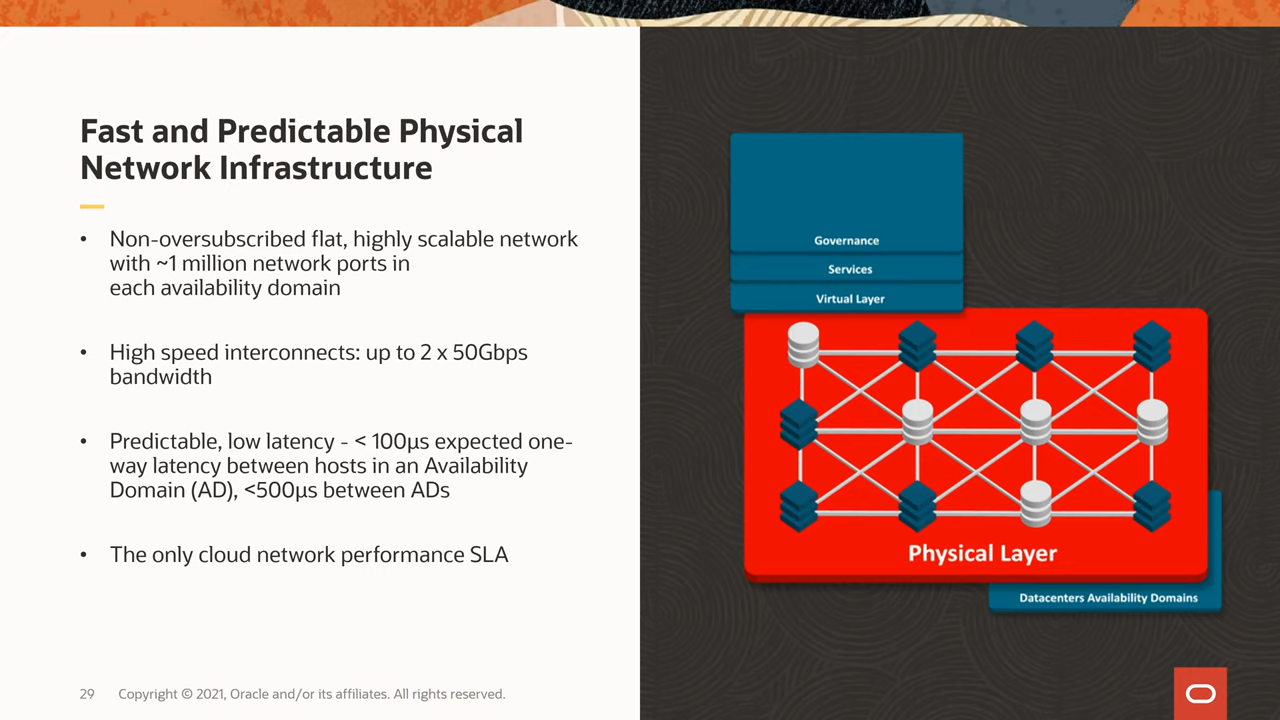 Fast and Predictable Physical
Network Infrastructure
• Non-oversubscribed flat, highly scalable network
with ~1 million network ports in
each availability domain
• High speed interconnects: up to 2 x 50Gbps
bandwidth
• Predictable, low latency - < 100µs expected one-
way latency between hosts in an Availability
Domain (AD), <500µs between ADs
• The only cloud network performance SLA
Governance
Services
Virtual Layer
Physical Layer
Datacenters Availability Domains
29 Copyright © 2021, Oracle and/or its affiliates. All rights reserved.